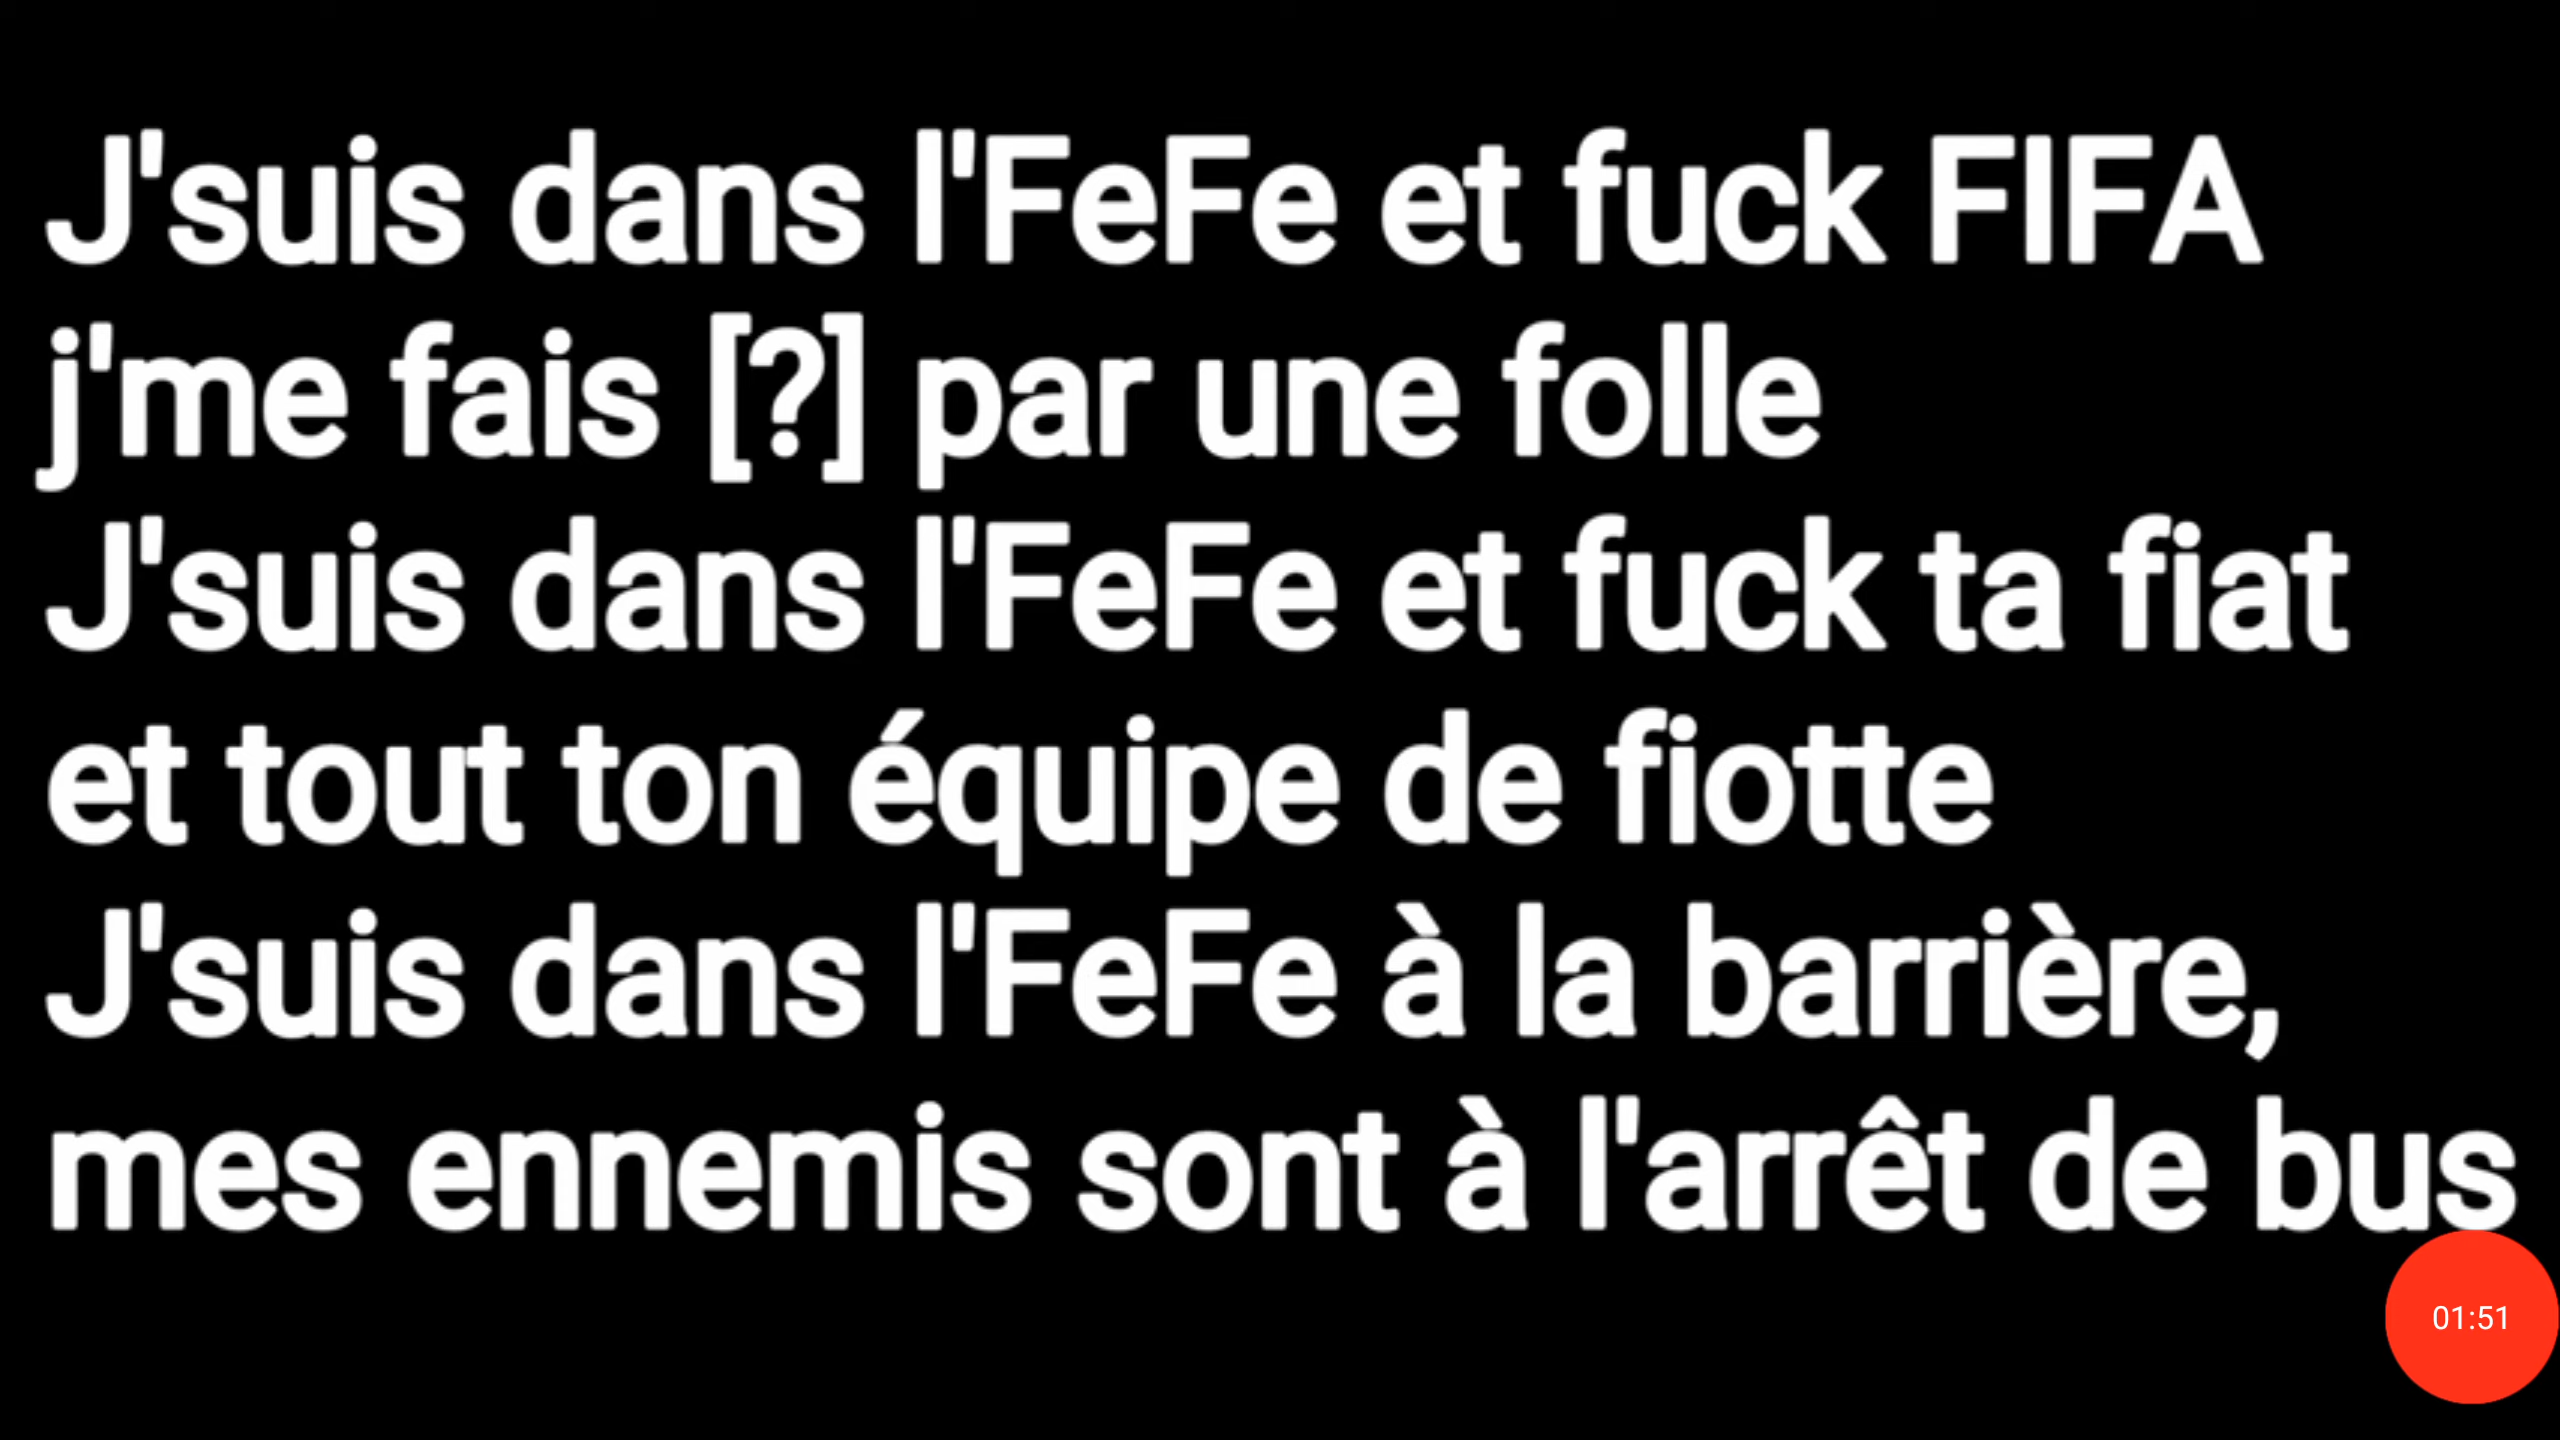 J'suis dans l'FeFe et fuck FIFA
j'me fais [?] par une folle
J'suis dans l'FeFe et fuck ta fiat
et tout ton équipe de fiotte
J'suis dans l'FeFe à la barrière,
mes ennemis sont à l'arrêt de bus
01:51